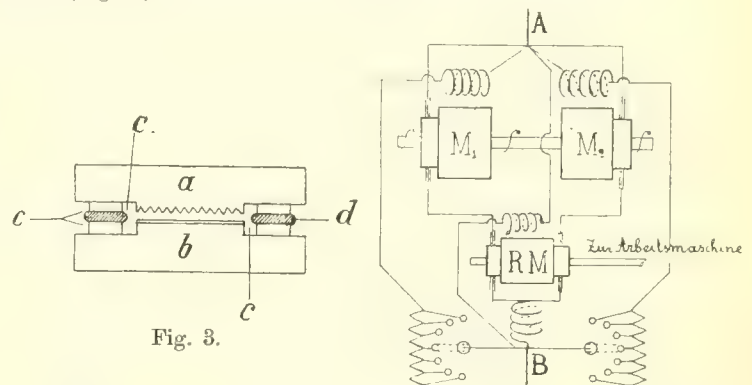 c.
a
c
d
b
c
Fig. 3.
A
M₁
M₂
RM
Zur Arbeitsmaschine
B